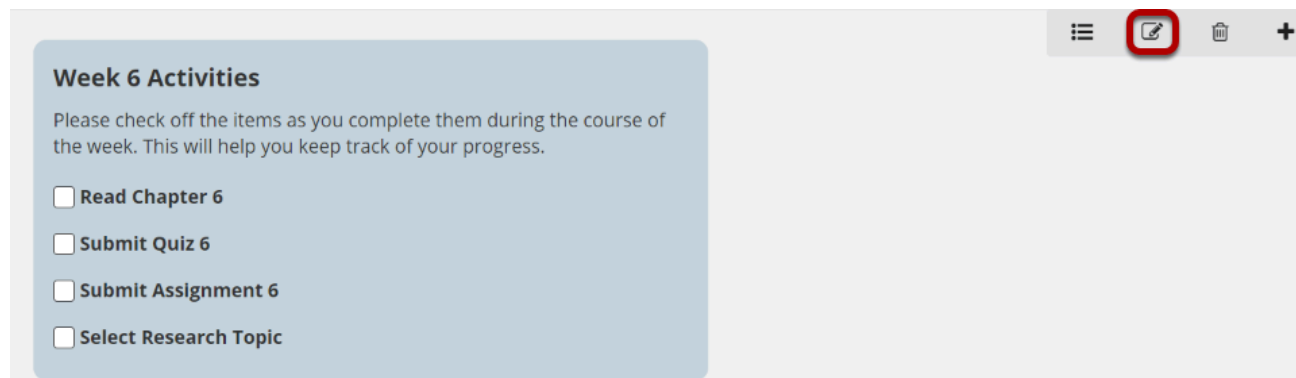 Week 6 Activities
Please check off the items as you complete them during the course of
the week. This will help you keep track of your progress.
Read Chapter 6
Submit Quiz 6
Submit Assignment 6
Select Research Topic